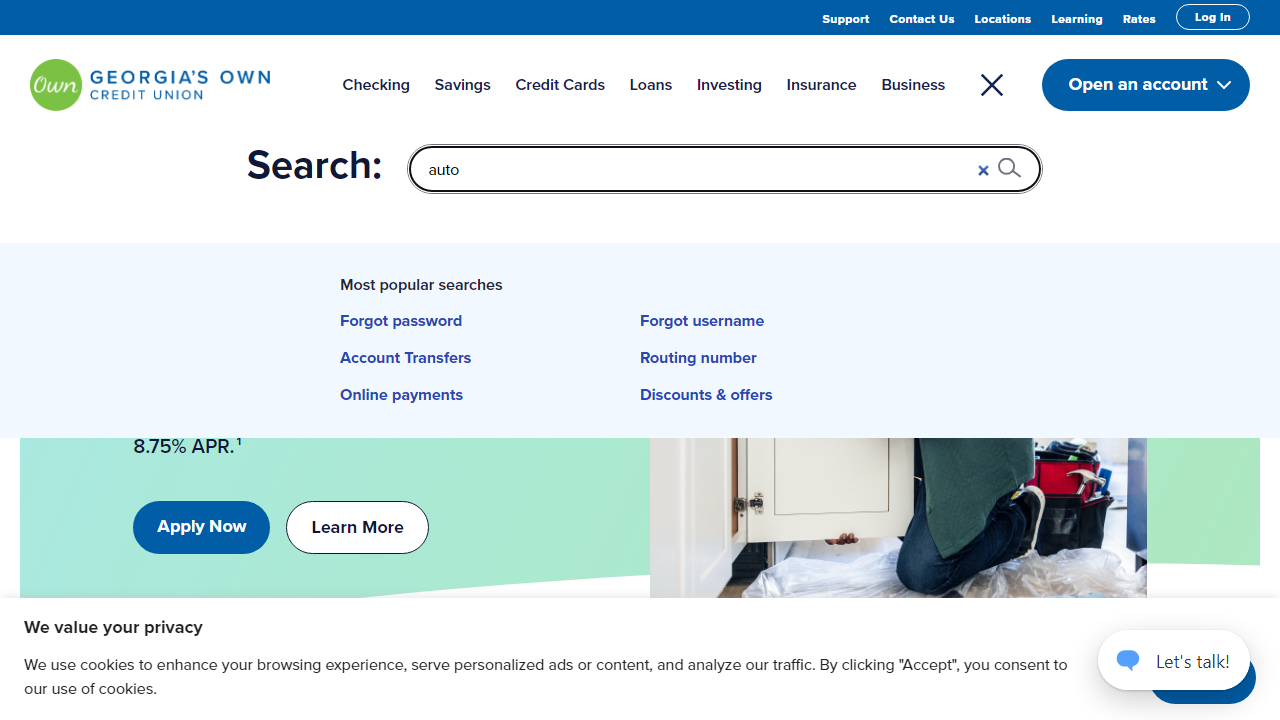 Support Contact Us Locations Learning Rates Log In
Own GEORGIA'S OWN
CREDIT UNION
Checking Savings Credit Cards Loans Investing Insurance Business
Open an account
Search: auto
Most popular searches
Forgot password Forgot username
Account Transfers Routing number
Online payments Discounts & offers
8.75% APR.¹
Apply Now Learn More
We value your privacy
We use cookies to enhance your browsing experience, serve personalized ads or content, and analyze our traffic. By clicking "Accept", you consent to
our use of cookies.
Let's talk!